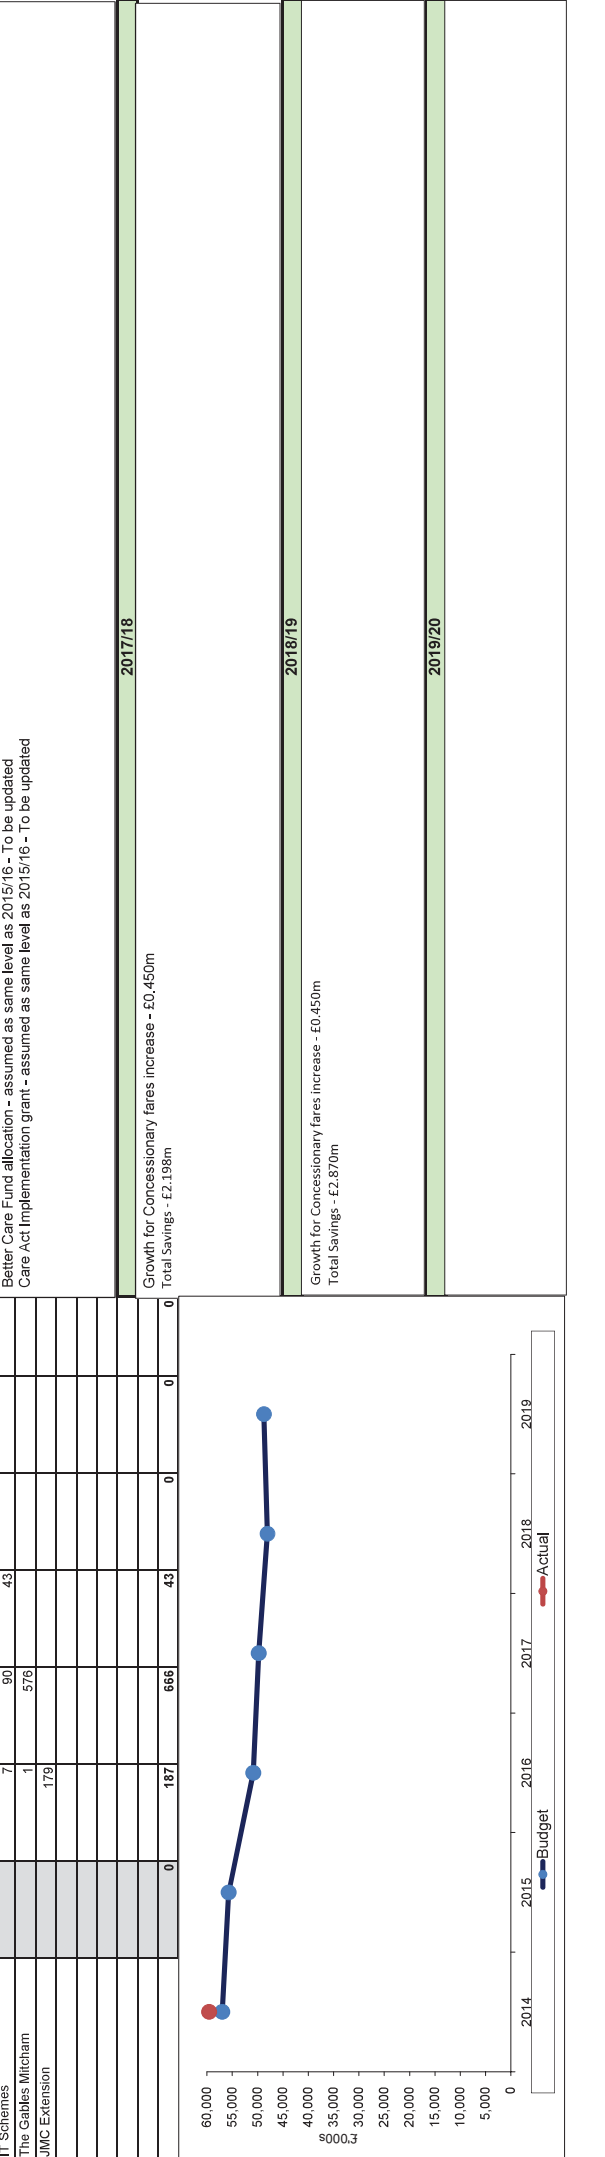 IT Schemes 7 90 43
The Gables Mitcham 1 576
JMC Extension 179
0 187 666 43 0 0 0
60,000
55,000
50,000
45,000
40,000
35,000
30,000
25,000
20,000
15,000
10,000
5,000
0
£'000s
2014 2015 2016 2017 2018 2019
Budget Actual
Better Care Fund allocation - assumed as same level as 2015/16 - To be updated
Care Act Implementation grant - assumed as same level as 2015/16 - To be updated
2017/18
Growth for Concessionary fares increase - £0.450m
Total Savings - £2.198m
2018/19
Growth for Concessionary fares increase - £0.450m
Total Savings - £2.870m
2019/20